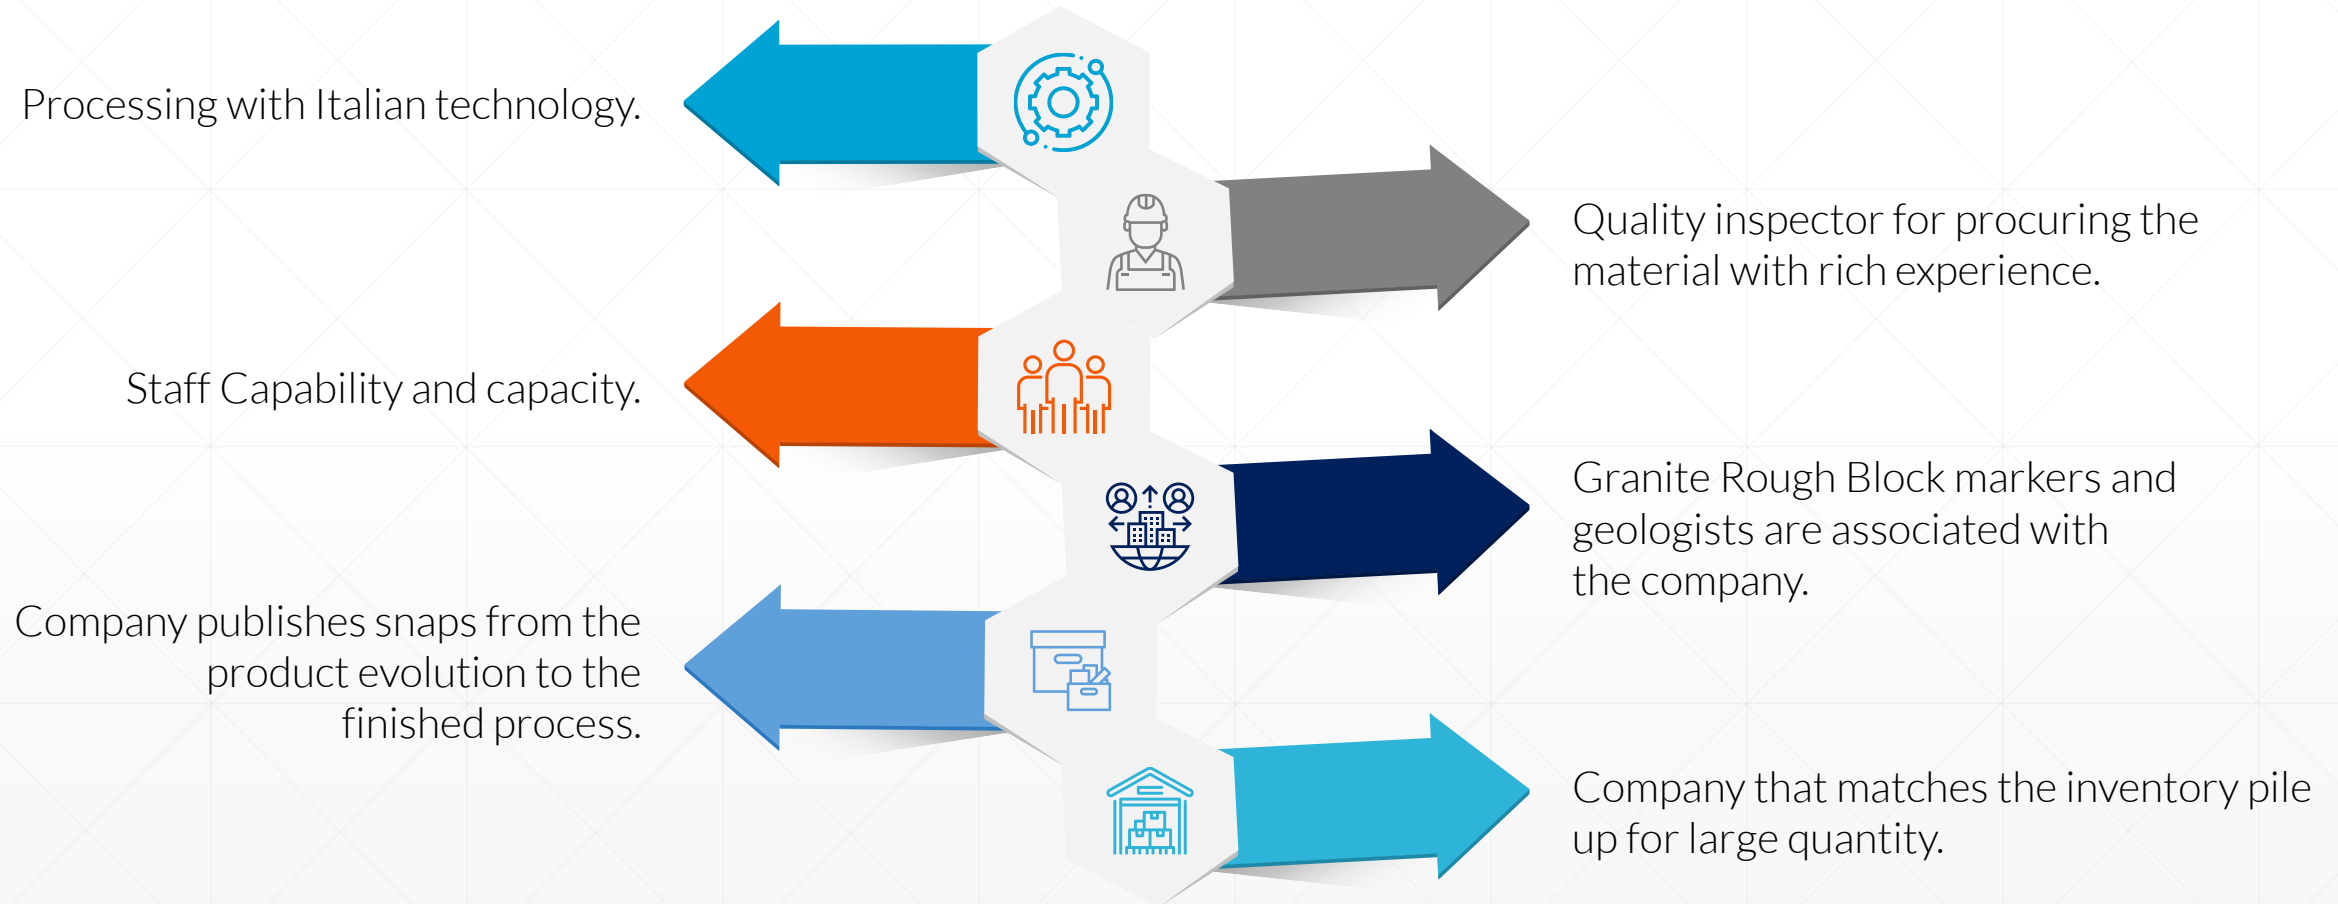 Processing with Italian technology.
Quality inspector for procuring the
material with rich experience.
Staff Capability and capacity.
Granite Rough Block markers and
geologists are associated with
the company.
Company publishes snaps from the
product evolution to the
finished process.
Company that matches the inventory pile
up for large quantity.